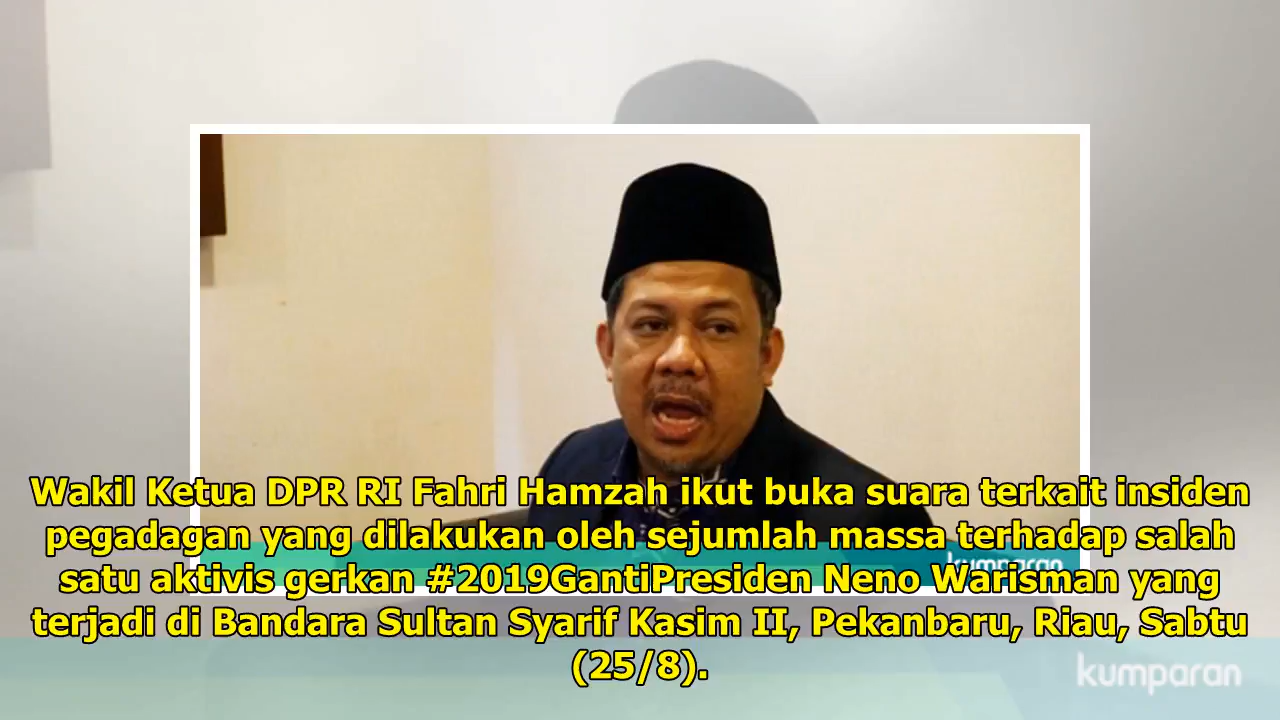 Wakil Ketua DPR RI Fahri Hamzah ikut buka suara terkait insiden
pegadagan yang dilakukan oleh sejumlah massa terhadap salah
satu aktivis gerkan #2019GantiPresiden Neno Warisman yang
terjadi di Bandara Sultan Syarif Kasim II, Pekanbaru, Riau, Sabtu
(25/8).
kumparan
kumparan